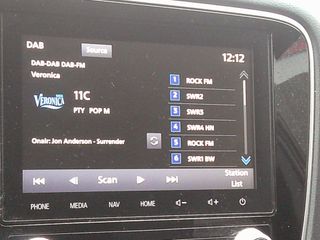 DAB
Source
12:12
DAB-DAB DAB-FM
Veronica
VERONICA
11C
PTY POP M
Onair: Jon Anderson - Surrender
1 ROCK FM
2 SWR2
3 SWR3
4 SWR4 HN
5 ROCK FM
6 SWR1 BW
Scan
Station
List
PHONE MEDIA NAV HOME